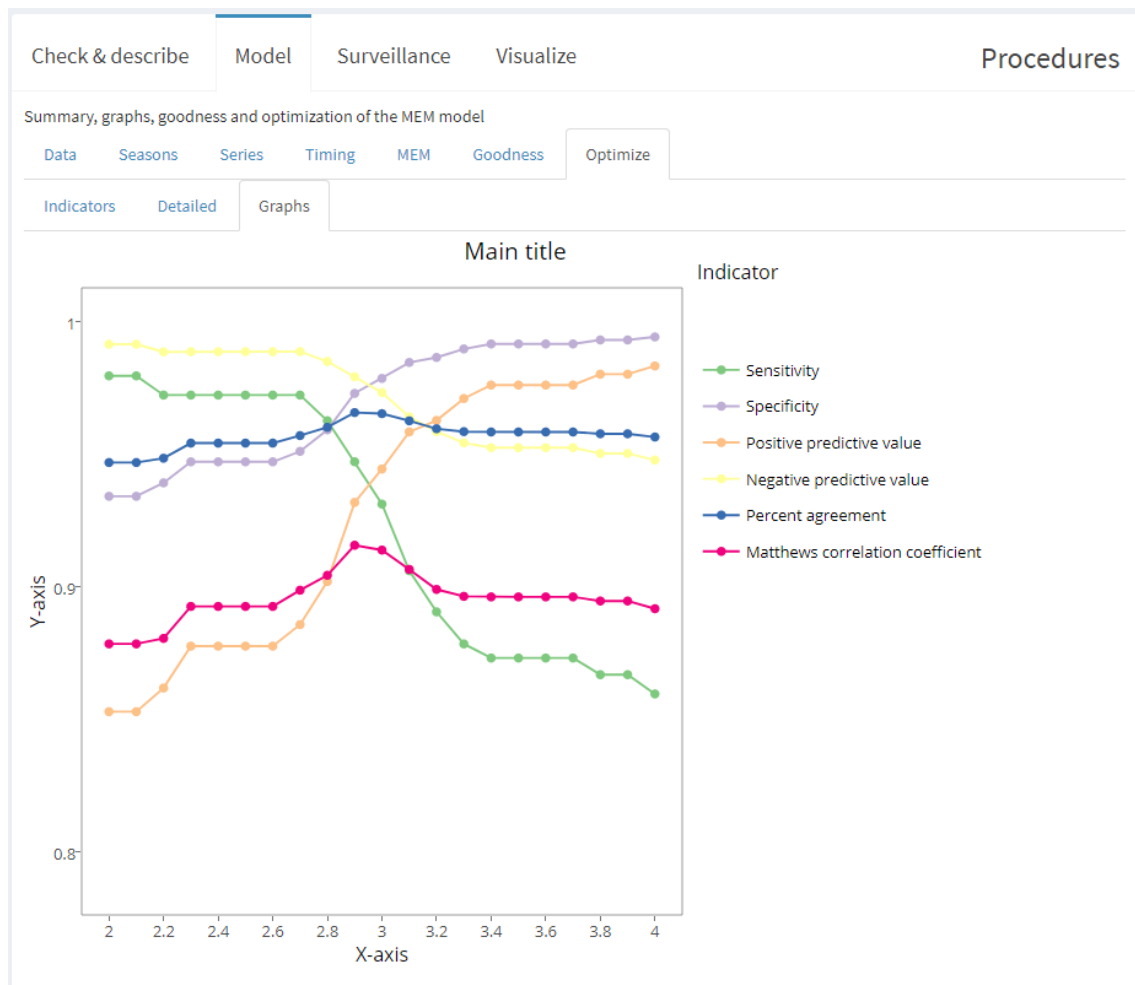 Check & describe Model Surveillance Visualize Procedures
Summary, graphs, goodness and optimization of the MEM model
Data Seasons Series Timing MEM Goodness Optimize
Indicators Detailed Graphs
Main title
Indicator
Sensitivity
Specificity
Positive predictive value
Negative predictive value
Percent agreement
Matthews correlation coefficient
Y-axis
1
0.9
0.8
2 2.2 2.4 2.6 2.8 3 3.2 3.4 3.6 3.8 4
X-axis